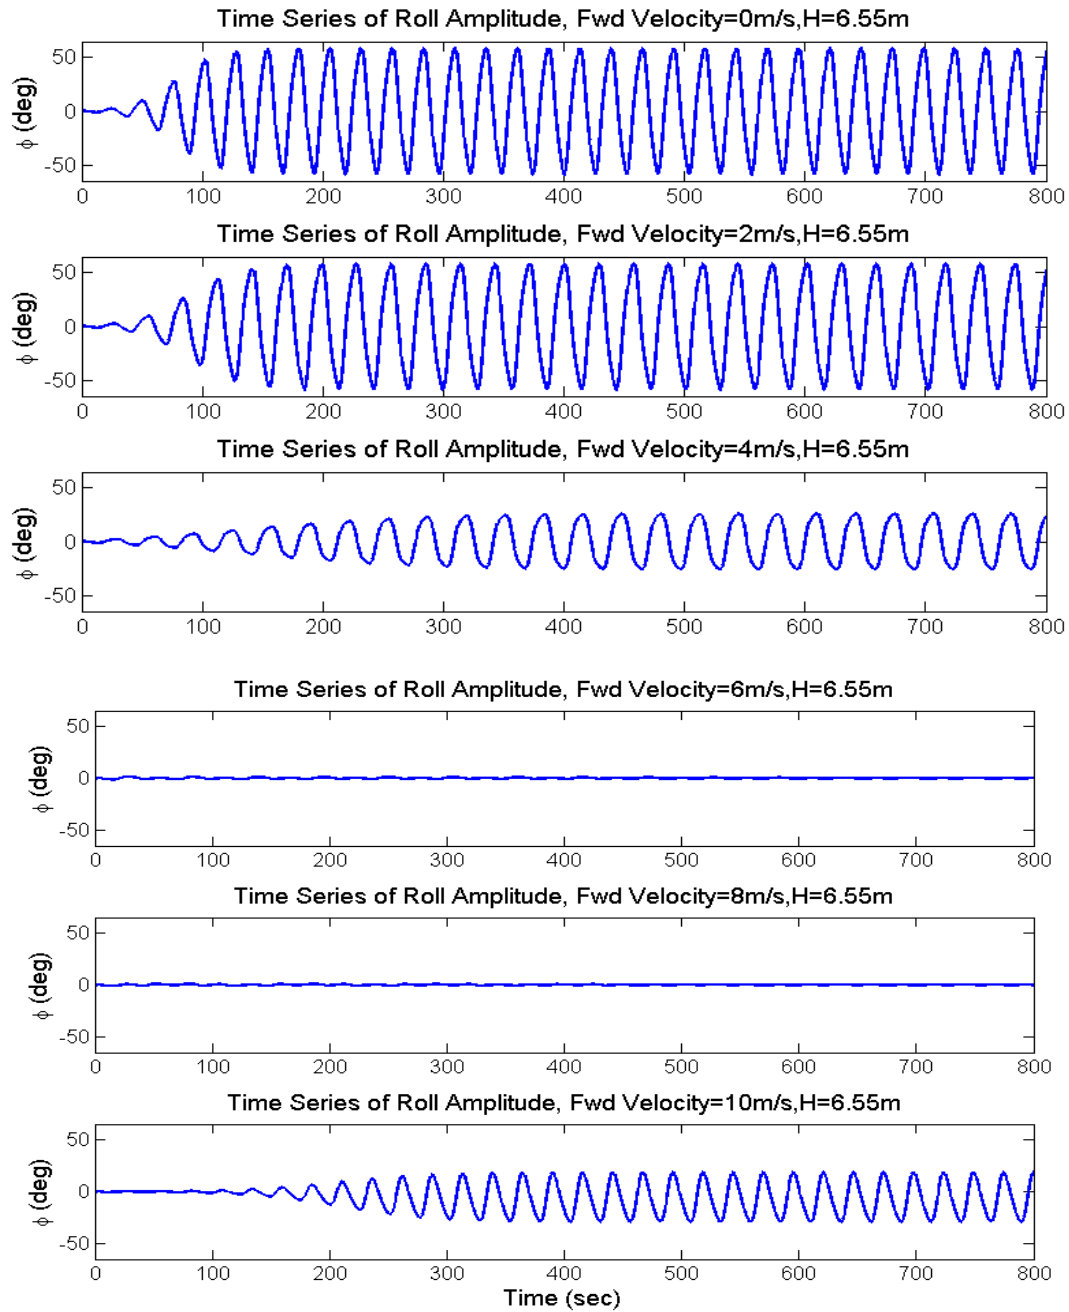 Time Series of Roll Amplitude, Fwd Velocity=0m/s,H=6.55m
50
0
-50
ϕ (deg)
0 100 200 300 400 500 600 700 800
Time Series of Roll Amplitude, Fwd Velocity=2m/s,H=6.55m
50
0
-50
ϕ (deg)
0 100 200 300 400 500 600 700 800
Time Series of Roll Amplitude, Fwd Velocity=4m/s,H=6.55m
50
0
-50
ϕ (deg)
0 100 200 300 400 500 600 700 800
Time Series of Roll Amplitude, Fwd Velocity=6m/s,H=6.55m
50
0
-50
ϕ (deg)
0 100 200 300 400 500 600 700 800
Time Series of Roll Amplitude, Fwd Velocity=8m/s,H=6.55m
50
0
-50
ϕ (deg)
0 100 200 300 400 500 600 700 800
Time Series of Roll Amplitude, Fwd Velocity=10m/s,H=6.55m
50
0
-50
ϕ (deg)
0 100 200 300 400 500 600 700 800
Time (sec)